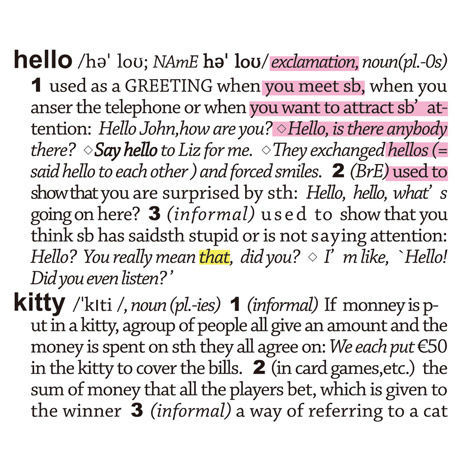 hello /hə' loʊ; NAmE hə' loʊ/ exclamation, noun(pl.-0s)
1 used as a GREETING when you meet sb, when you
anser the telephone or when you want to attract sb' at-
tention: Hello John,how are you? ◇Hello, is there anybody
there? ◇Say hello to Liz for me. ◇They exchanged hellos (=
said hello to each other ) and forced smiles. 2 (BrE) used to
show that you are surprised by sth: Hello, hello, what' s
going on here? 3 (informal) used to show that you
think sb has saidsth stupid or is not saying attention:
Hello? You really mean that, did you? ◇ I' m like, `Hello!
Did you even listen?'
kitty /'kɪti /, noun (pl.-ies) 1 (informal) If monney is p-
ut in a kitty, agroup of people all give an amount and the
money is spent on sth they all agree on: We each put €50
in the kitty to cover the bills. 2 (in card games,etc.) the
sum of money that all the players bet, which is given to
the winner 3 (informal) a way of referring to a cat